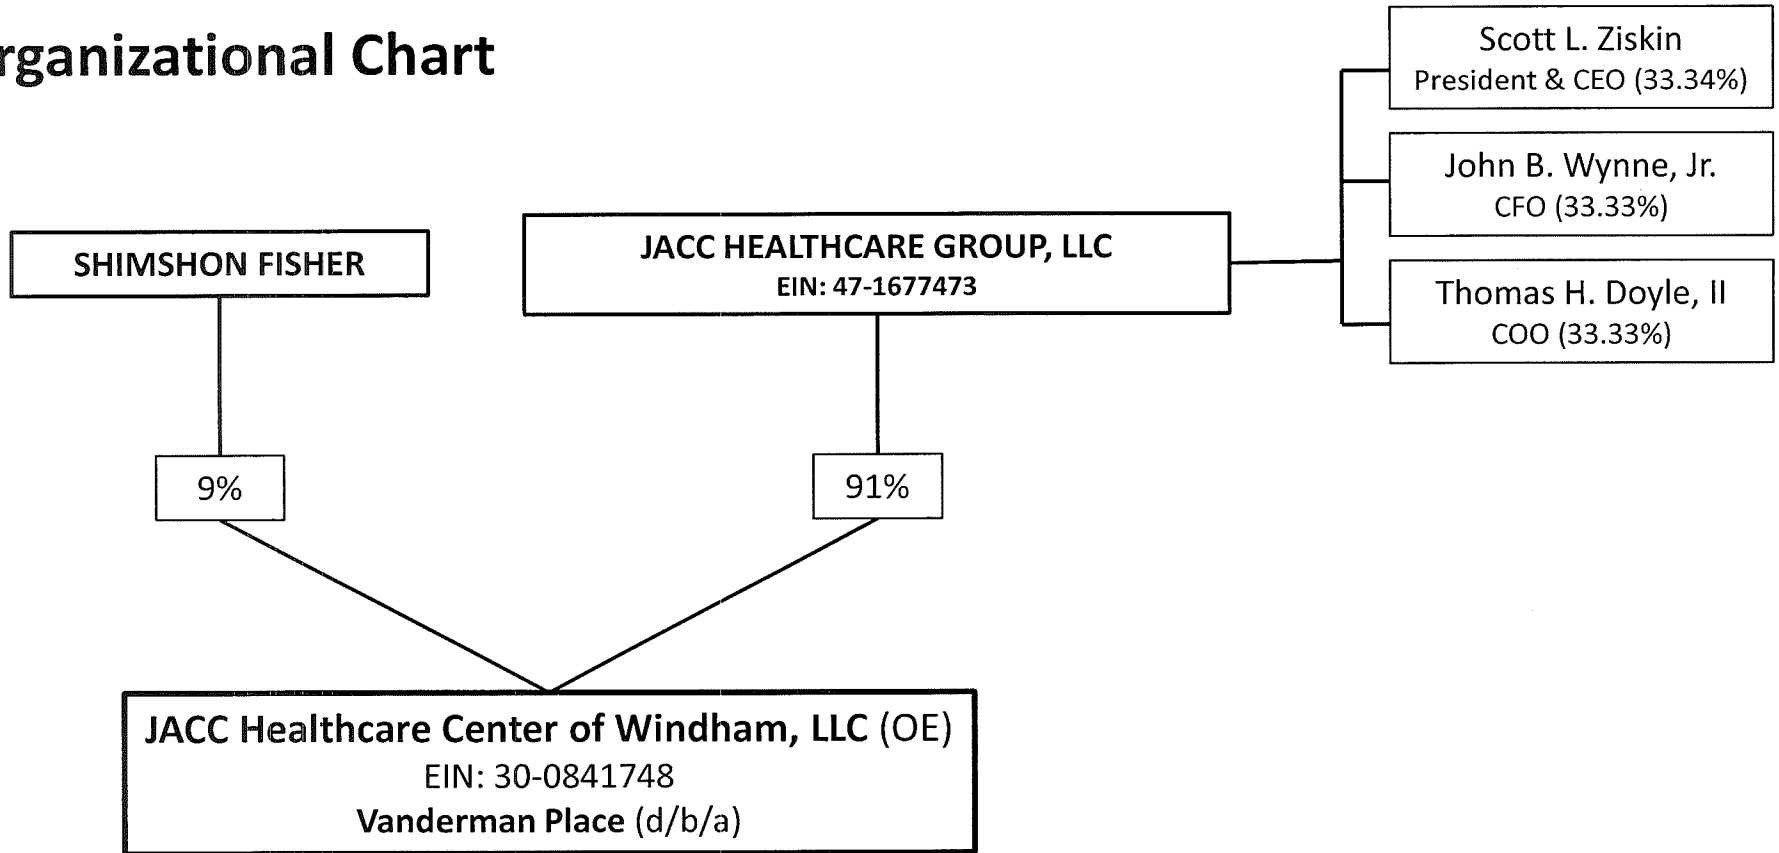 rganizational Chart
Scott L. Ziskin
President & CEO (33.34%)
John B. Wynne, Jr.
CFO (33.33%)
Thomas H. Doyle, II
COO (33.33%)
SHIMSHON FISHER
JACC HEALTHCARE GROUP, LLC
EIN: 47-1677473
9%
91%
JACC Healthcare Center of Windham, LLC (OE)
EIN: 30-0841748
Vanderman Place (d/b/a)